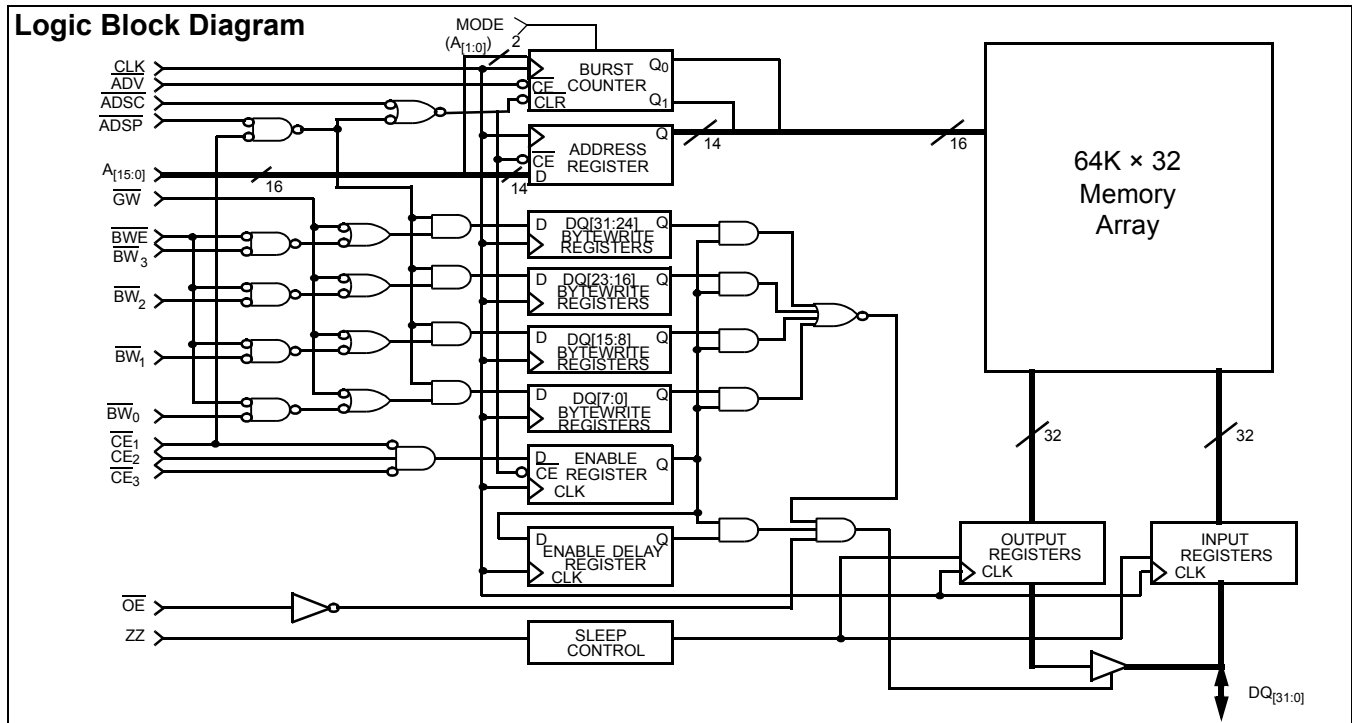 Logic Block Diagram
MODE
(A[1:0])
2
CLK
ADV
ADSC
ADSP
A[15:0]
16
GW
BWE
BW3
BW2
BW1
BW0
CE1
CE2
CE3
OE
ZZ
BURST
COUNTER
CE
CLR
Q0
Q1
ADDRESS
REGISTER
CE
D
Q
14
14
16
D
DQ[31:24]
BYTEWRITE
REGISTERS
Q
D
DQ[23:16]
BYTEWRITE
REGISTERS
Q
D
DQ[15:8]
BYTEWRITE
REGISTERS
Q
D
DQ[7:0]
BYTEWRITE
REGISTERS
Q
D
ENABLE
REGISTER
Q
CE
CLK
D
ENABLE DELAY
REGISTER
Q
CLK
SLEEP
CONTROL
64K × 32
Memory
Array
32
32
OUTPUT
REGISTERS
CLK
INPUT
REGISTERS
CLK
DQ[31:0]